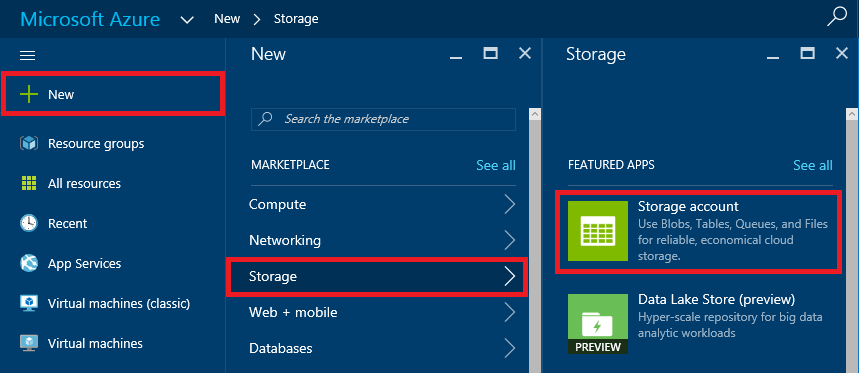 Microsoft Azure New Storage
New
Resource groups
All resources
Recent
App Services
Virtual machines (classic)
Virtual machines
New
Search the marketplace
MARKETPLACE See all
Compute
Networking
Storage
Web + mobile
Databases
Storage
FEATURED APPS See all
Storage account
Use Blobs, Tables, Queues, and Files
for reliable, economical cloud
storage.
Data Lake Store (preview)
Hyper-scale repository for big data
analytic workloads
PREVIEW